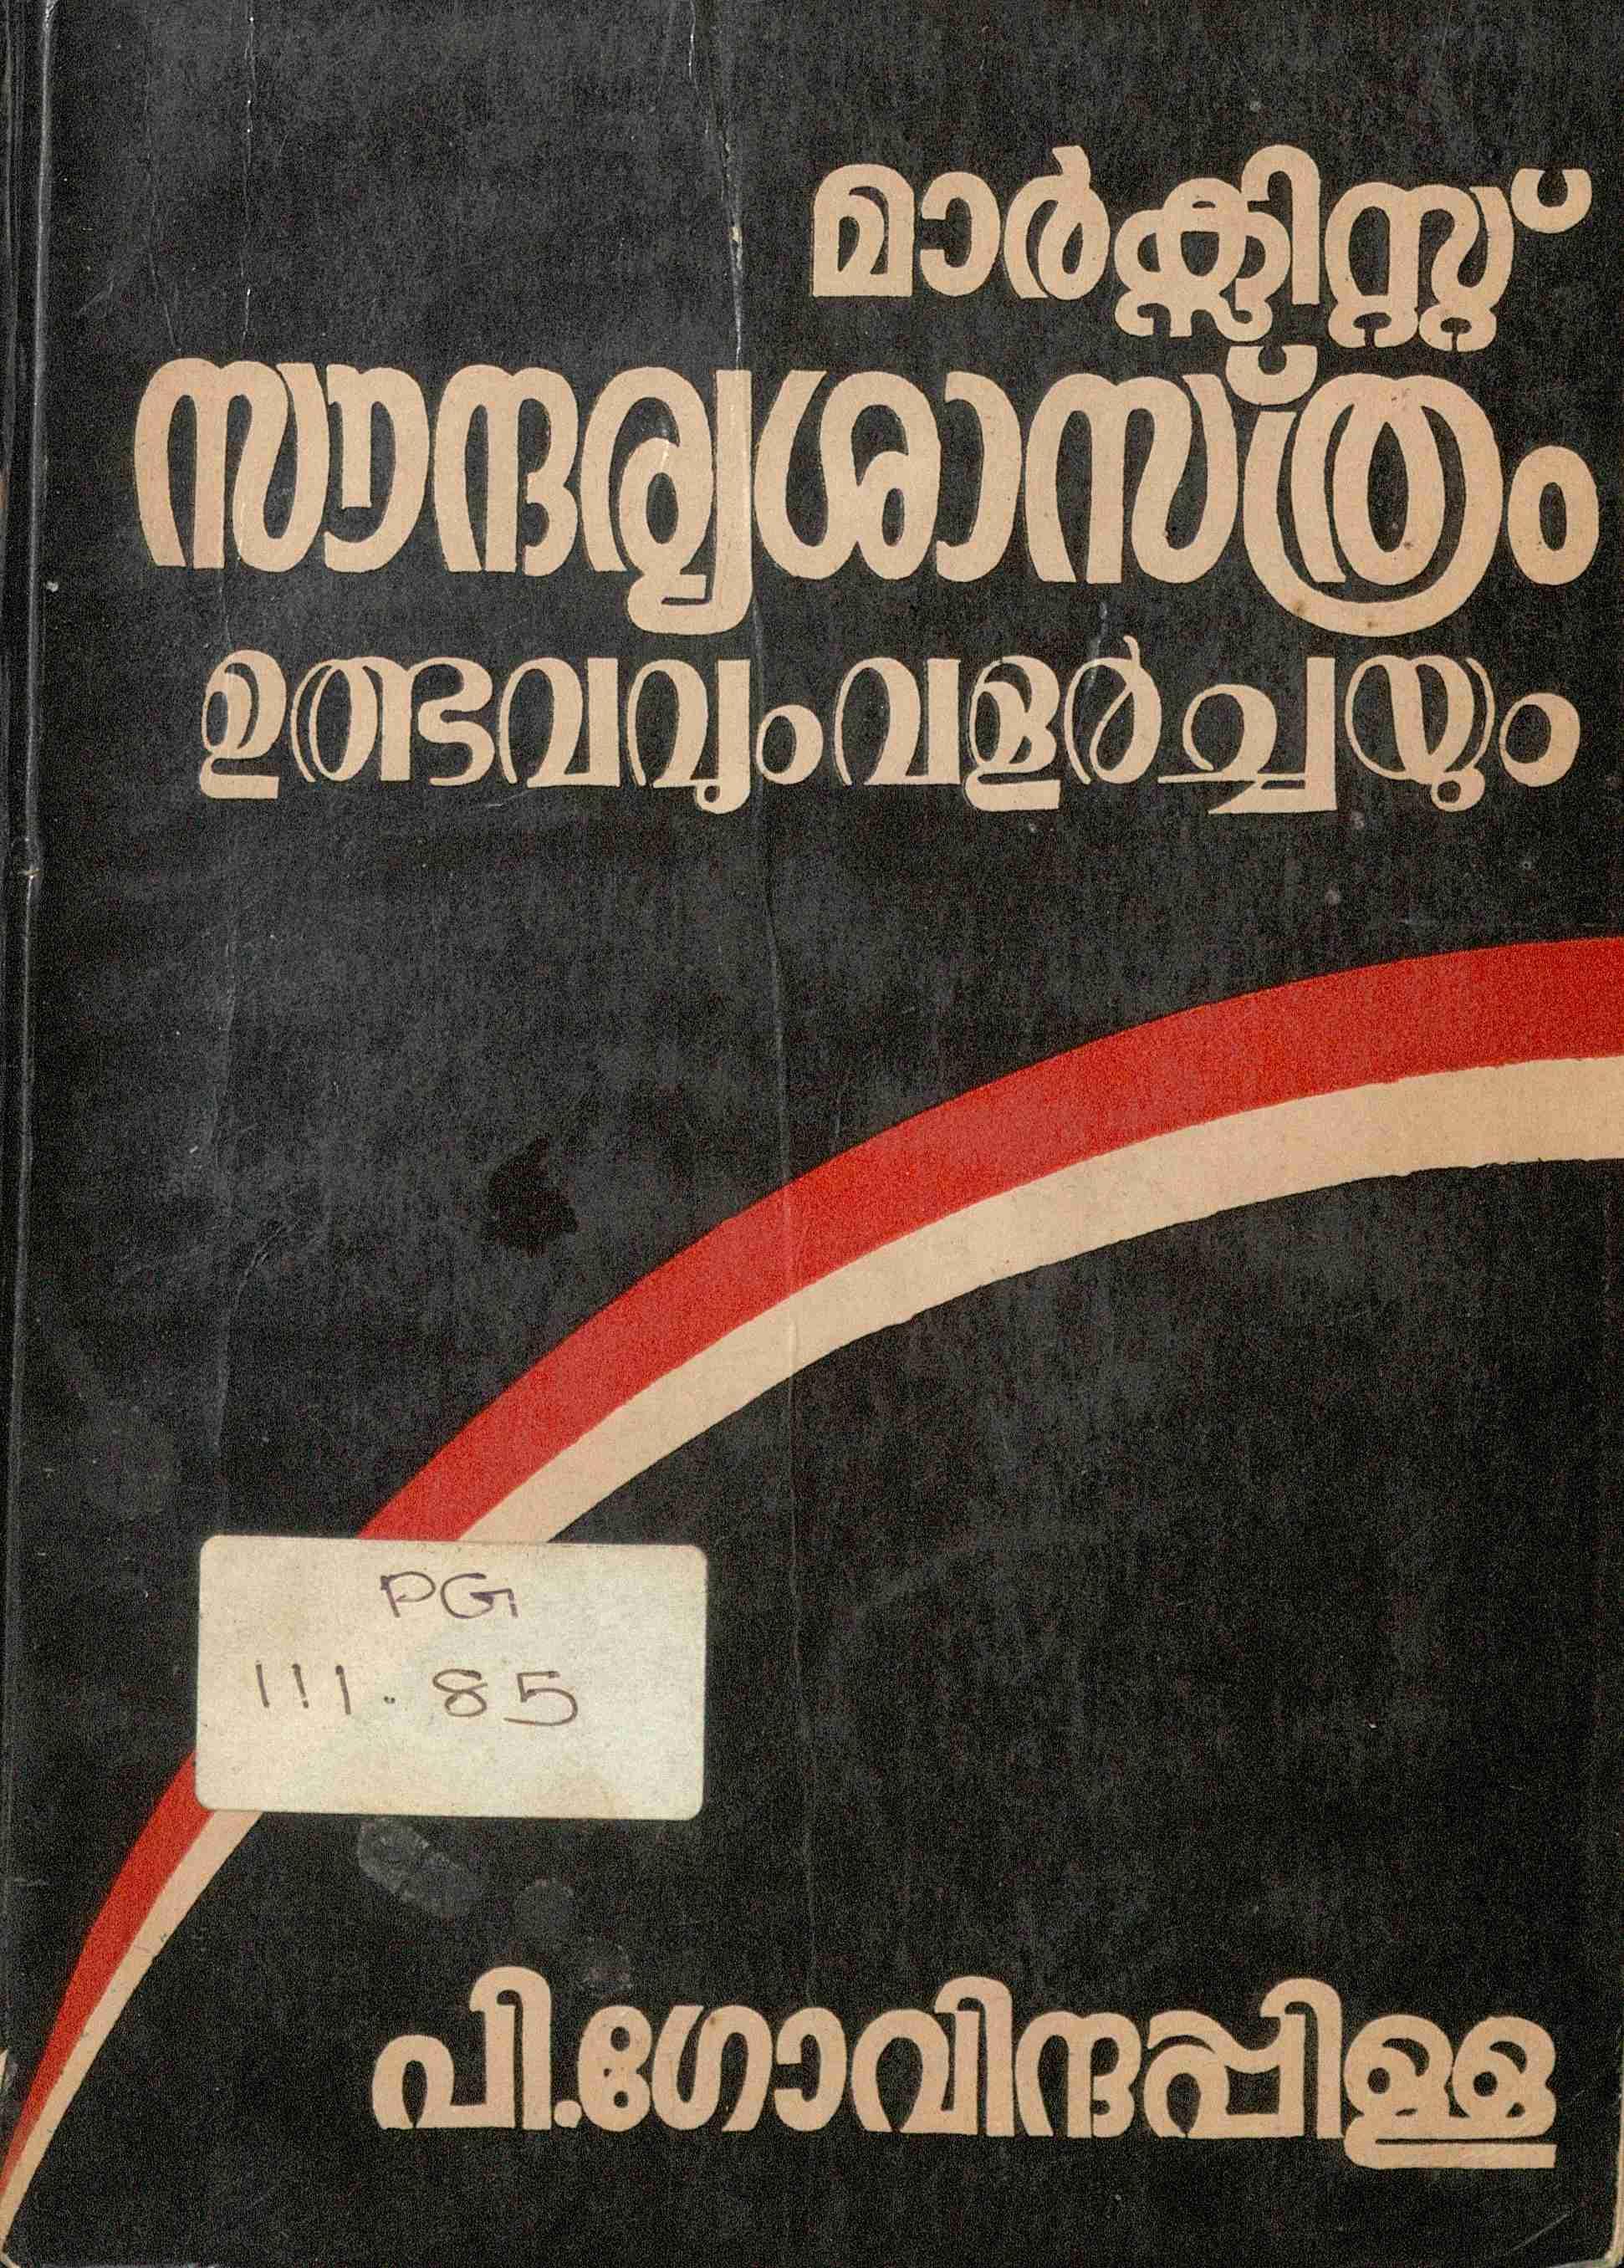 മാർക്സിസ്റ്റ്
സൗന്ദര്യശാസ്ത്രം
ഉത്ഭവവും വളർച്ചയും
PG
111.85
പി.ഗോവിന്ദപ്പിള്ള